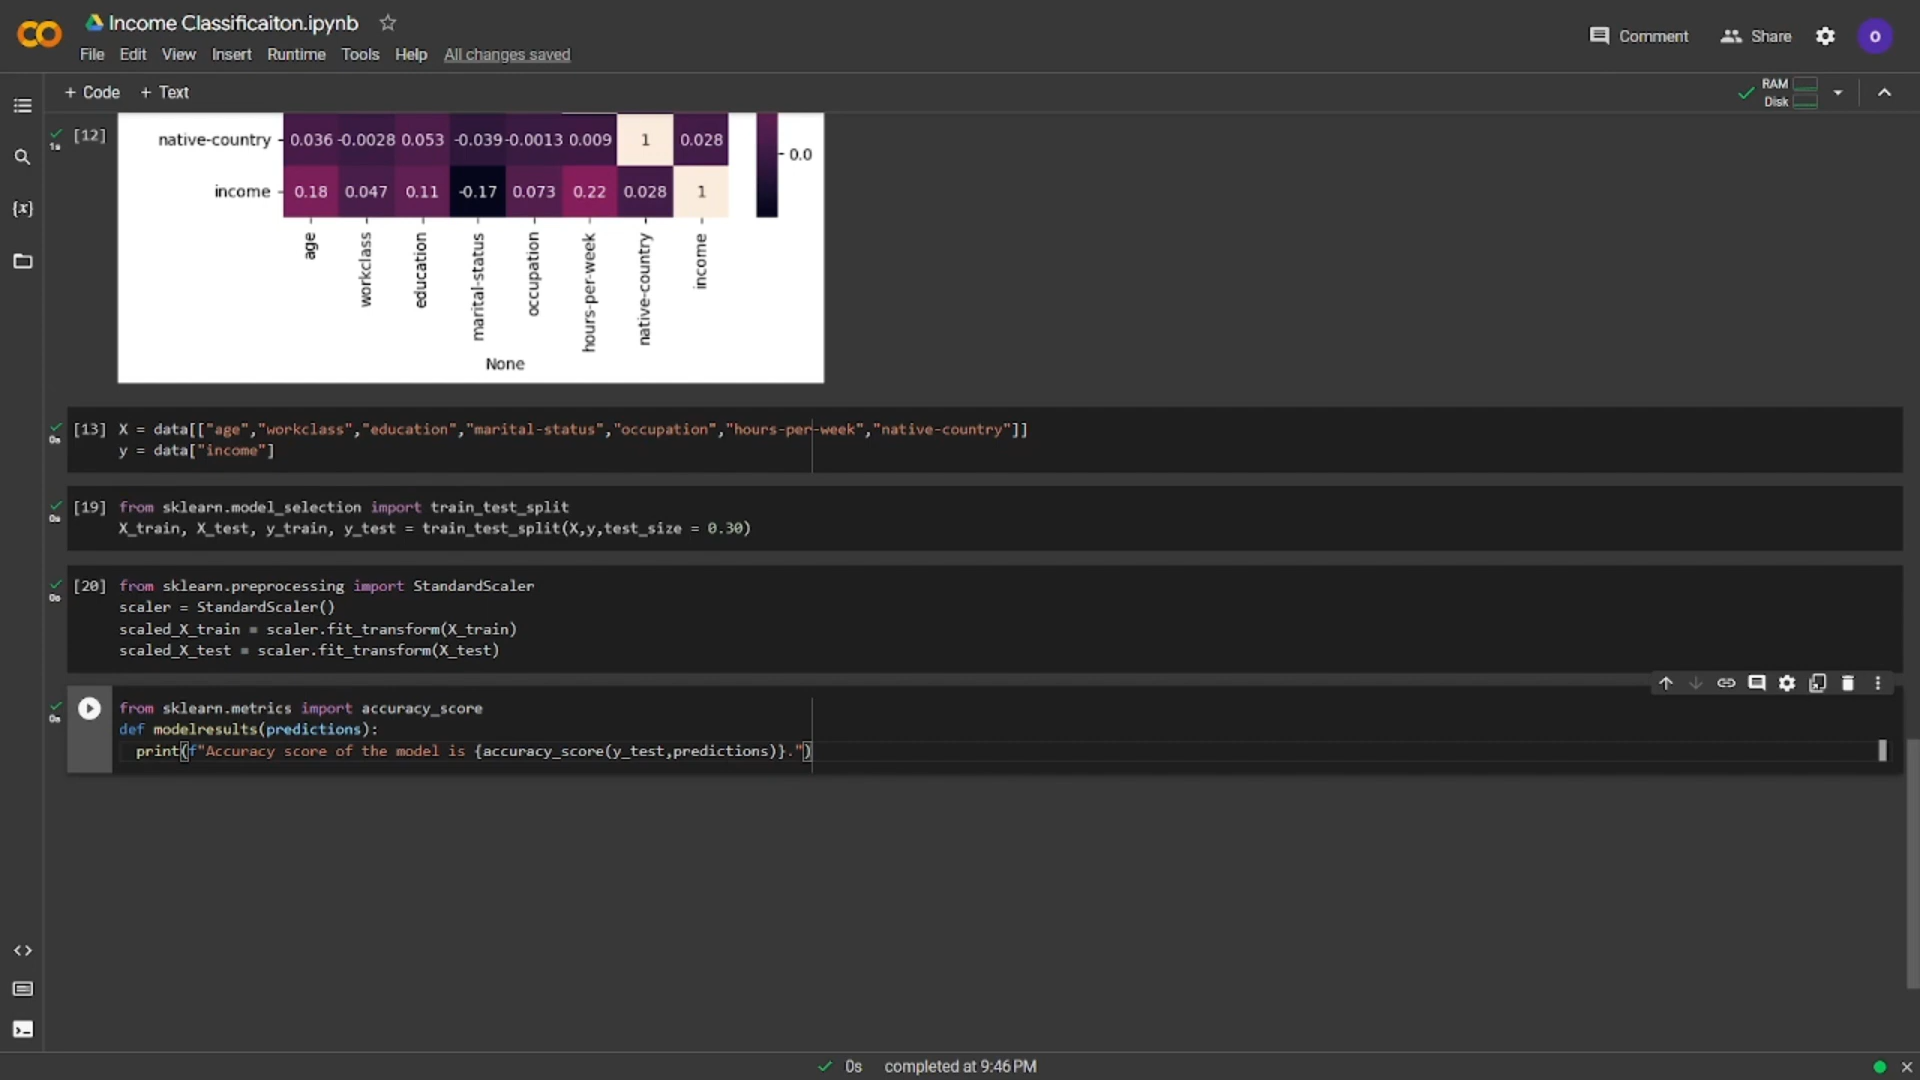 Income Classificaiton.ipynb
Comment
Share
O
File Edit View Insert Runtime Tools Help All changes saved
+ Code + Text
RAM
Disk
[12]
1s
native-country 0.036 -0.0028 0.053 -0.039 -0.0013 0.009 1 0.028
0.0
income 0.18 0.047 0.11 -0.17 0.073 0.22 0.028 1
age workclass education marital-status occupation hours-per-week native-country income
None
[13] X = data[["age","workclass","education","marital-status","occupation","hours-per-week","native-country"]]
0s
y = data["income"]
[19] from sklearn.model_selection import train_test_split
0s
X_train, X_test, y_train, y_test = train_test_split(X,y,test_size = 0.30)
[20] from sklearn.preprocessing import StandardScaler
0s
scaler = StandardScaler()
scaled_X_train = scaler.fit_transform(X_train)
scaled_X_test = scaler.fit_transform(X_test)
from sklearn.metrics import accuracy_score
0s
def modelresults(predictions):
print(f"Accuracy score of the model is {accuracy_score(y_test,predictions)}.")
0s completed at 9:46 PM